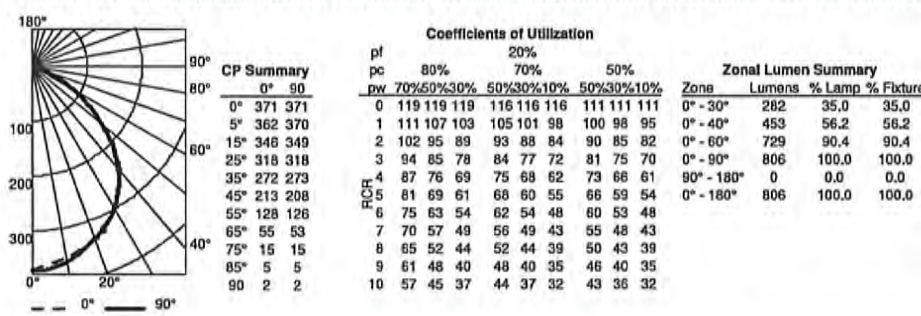 180°
90°
80°
60°
40°
100
200
300
0° 20°
0° 90°
CP Summary
0° 90
0° 371 371
5° 362 370
15° 346 349
25° 318 318
35° 272 273
45° 213 208
55° 128 126
65° 55 53
75° 15 15
85° 5 5
90 2 2
Coefficients of Utilization
pf 20%
pc 80% 70% 50%
pw 70%50%30% 50%30%10% 50%30%10%
RCR
0 119 119 119 116 116 116 111 111 111
1 111 107 103 105 101 98 100 98 95
2 102 95 89 93 88 84 90 85 82
3 94 85 78 84 77 72 81 75 70
4 87 76 69 75 68 62 73 66 61
5 81 69 61 68 60 55 66 59 54
6 75 63 54 62 54 48 60 53 48
7 70 57 49 56 49 43 55 48 43
8 65 52 44 52 44 39 50 43 39
9 61 48 40 48 40 35 46 40 35
10 57 45 37 44 37 32 43 36 32
Zonal Lumen Summary
Zone Lumens % Lamp % Fixture
0° - 30° 282 35.0 35.0
0° - 40° 453 56.2 56.2
0° - 60° 729 90.4 90.4
0° - 90° 806 100.0 100.0
90° - 180° 0 0.0 0.0
0° - 180° 806 100.0 100.0